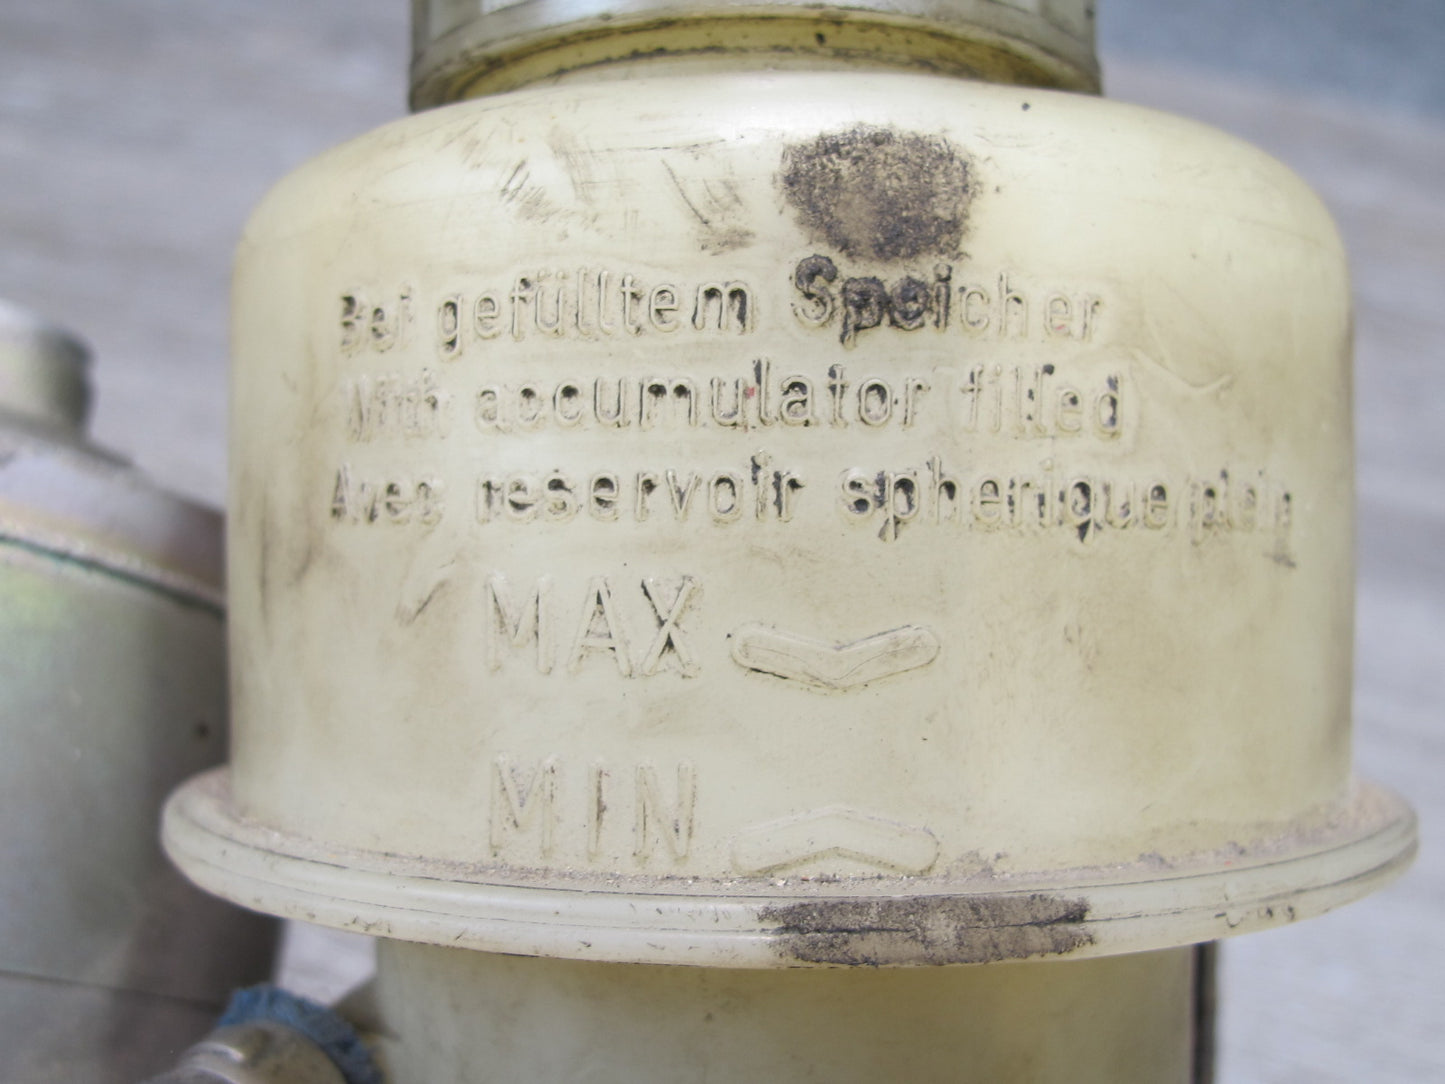 Bei gefülltem Speicher
With accumulator filled
Avec reservoir spherique plein
MAX
MIN